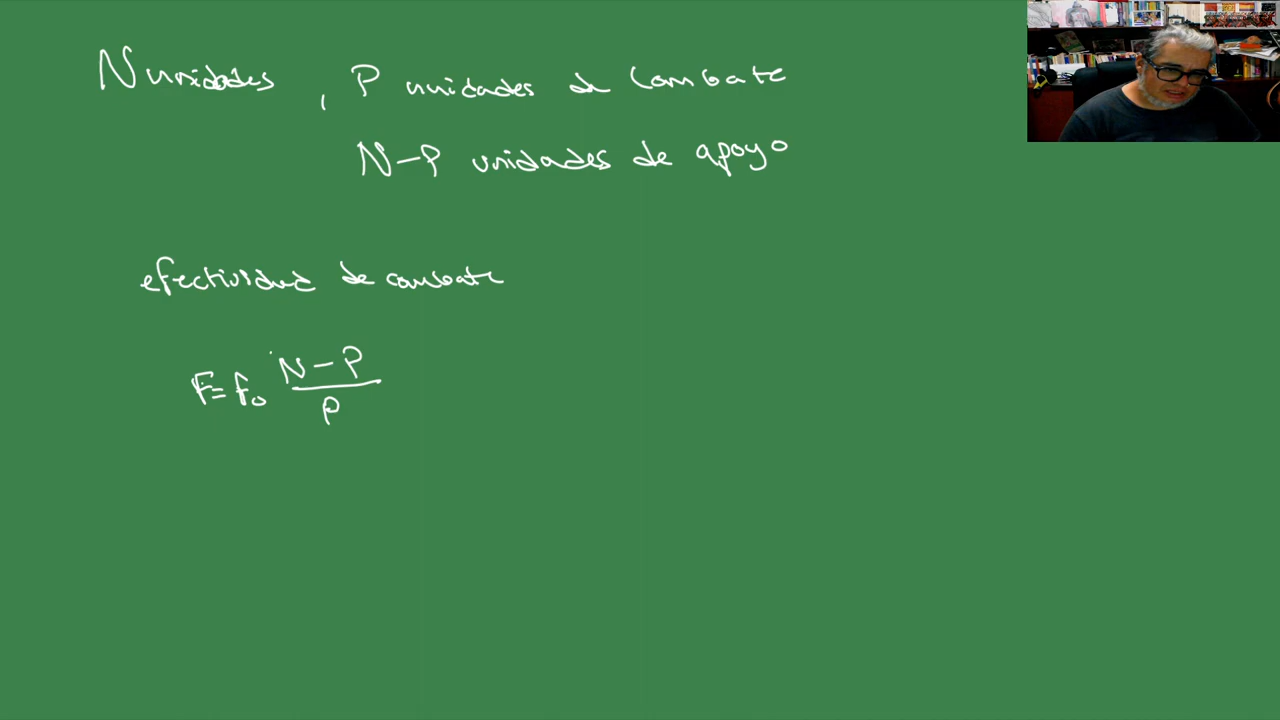 N unidades , P unidades de combate
N-P unidades de apoyo
efectividad de combate
F = f₀ (N-P)/P